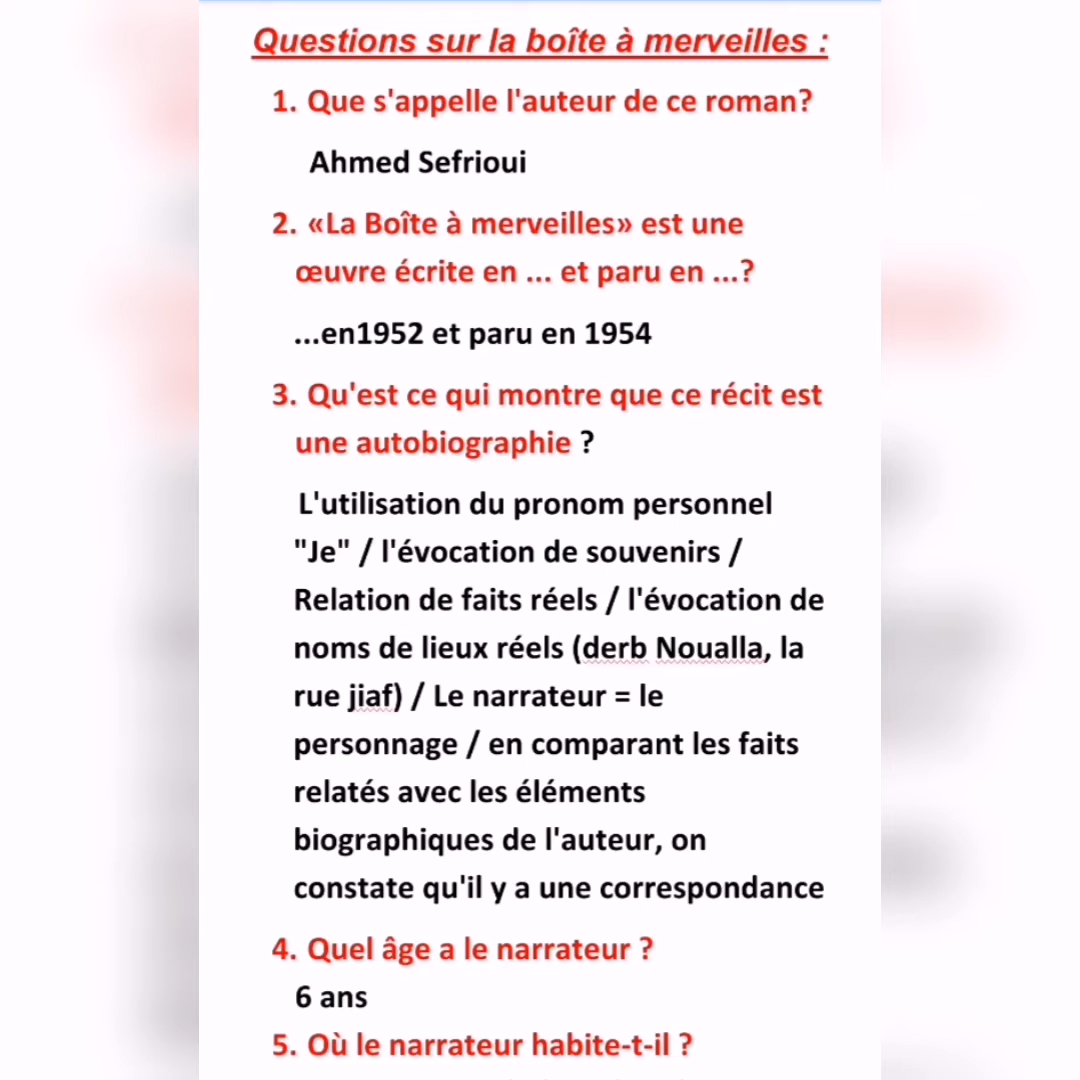 Questions sur la boîte à merveilles :
1. Que s'appelle l'auteur de ce roman?
Ahmed Sefrioui
2. «La Boîte à merveilles» est une
œuvre écrite en ... et paru en ...?
...en1952 et paru en 1954
3. Qu'est ce qui montre que ce récit est
une autobiographie ?
L'utilisation du pronom personnel
"Je" / l'évocation de souvenirs /
Relation de faits réels / l'évocation de
noms de lieux réels (derb Noualla, la
rue jiaf) / Le narrateur = le
personnage / en comparant les faits
relatés avec les éléments
biographiques de l'auteur, on
constate qu'il y a une correspondance
4. Quel âge a le narrateur ?
6 ans
5. Où le narrateur habite-t-il ?